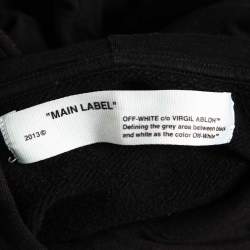 "MAIN LABEL"
2013©
OFF-WHITE c/o VIRGIL ABLOH™
Defining the grey area between black
and white as the color Off-White™